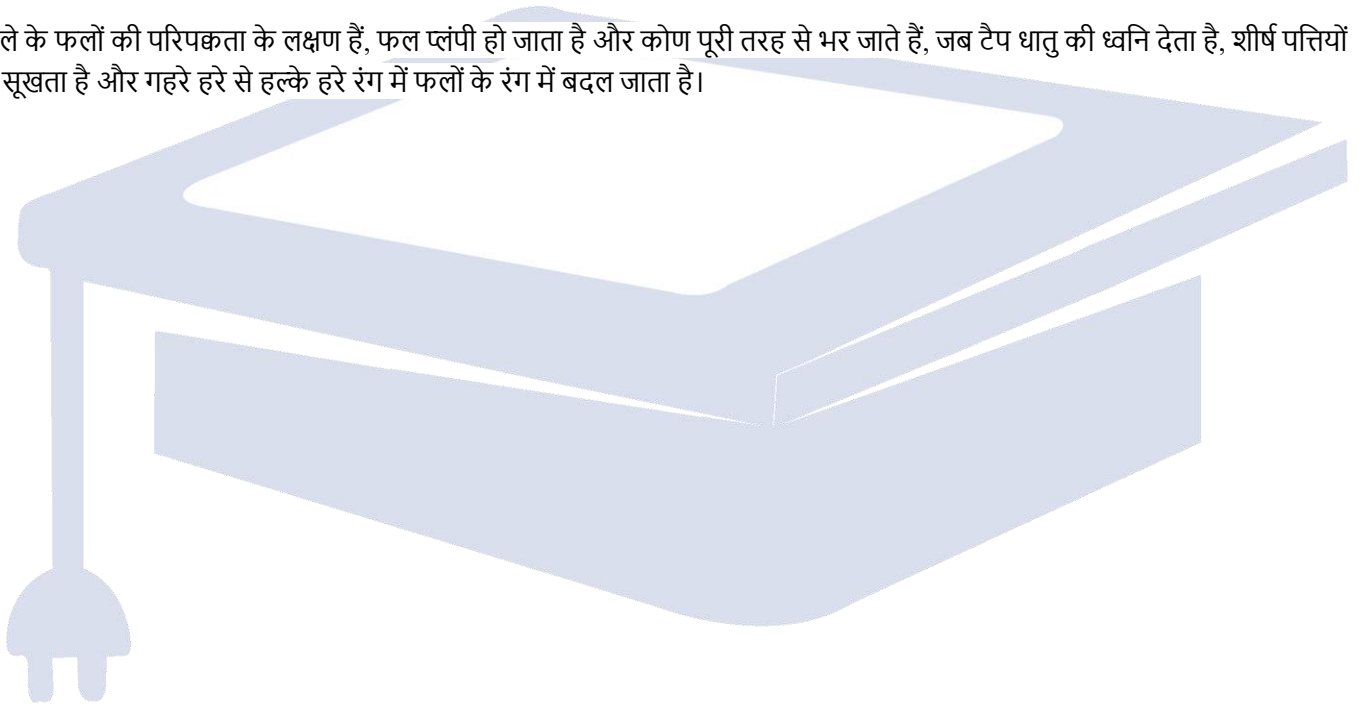 ले के फलों की परिपक्वता के लक्षण हैं, फल प्लंपी हो जाता है और कोण पूरी तरह से भर जाते हैं, जब टैप धातु की ध्वनि देता है, शीर्ष पत्तियों
सूखता है और गहरे हरे से हल्के हरे रंग में फलों के रंग में बदल जाता है।